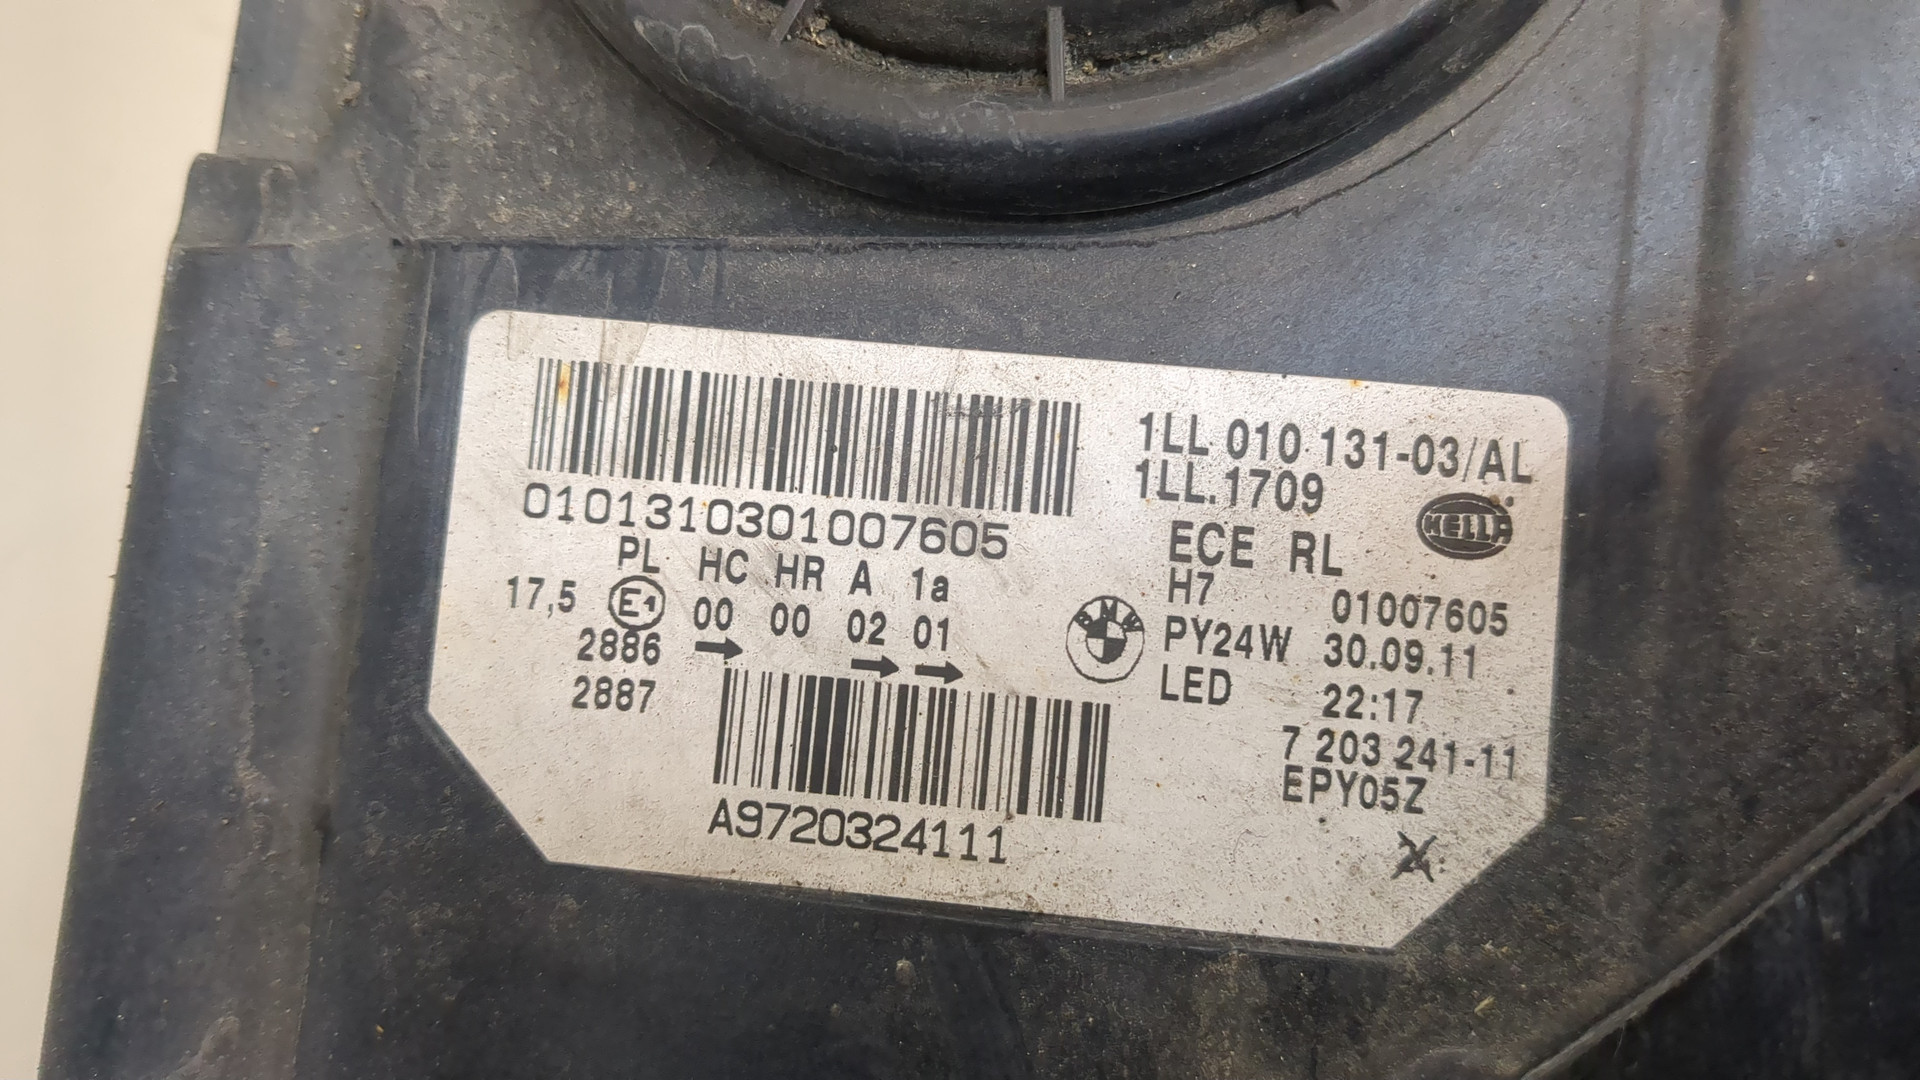 0101310301007605
PL HC HR A 1a
17,5 E1 00 00 02 01
2886
2887
A9720324111
1LL 010 131-03/AL
1LL.1709
HELLA
ECE RL
H7 01007605
BMW
PY24W 30.09.11
LED 22:17
7 203 241-11
EPY05Z